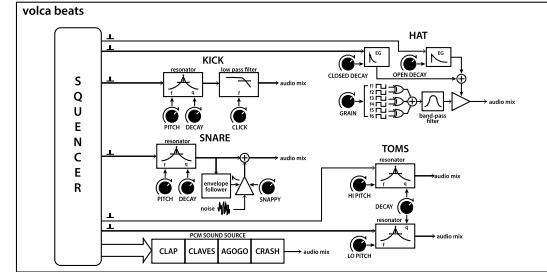 volca beats
SQUENCER
KICK
resonator
low pass filter
f q
f
PITCH DECAY CLICK
audio mix
HAT
EG
EG
CLOSED DECAY
OPEN DECAY
GRAIN
f1
f2
f3
f4
f5
f6
band-pass
filter
audio mix
SNARE
resonator
f q
PITCH DECAY
envelope
follower
noise
SNAPPY
audio mix
TOMS
resonator
f q
HI PITCH
audio mix
DECAY
resonator
f q
LO PITCH
audio mix
PCM SOUND SOURCE
CLAP CLAVES AGOGO CRASH
audio mix